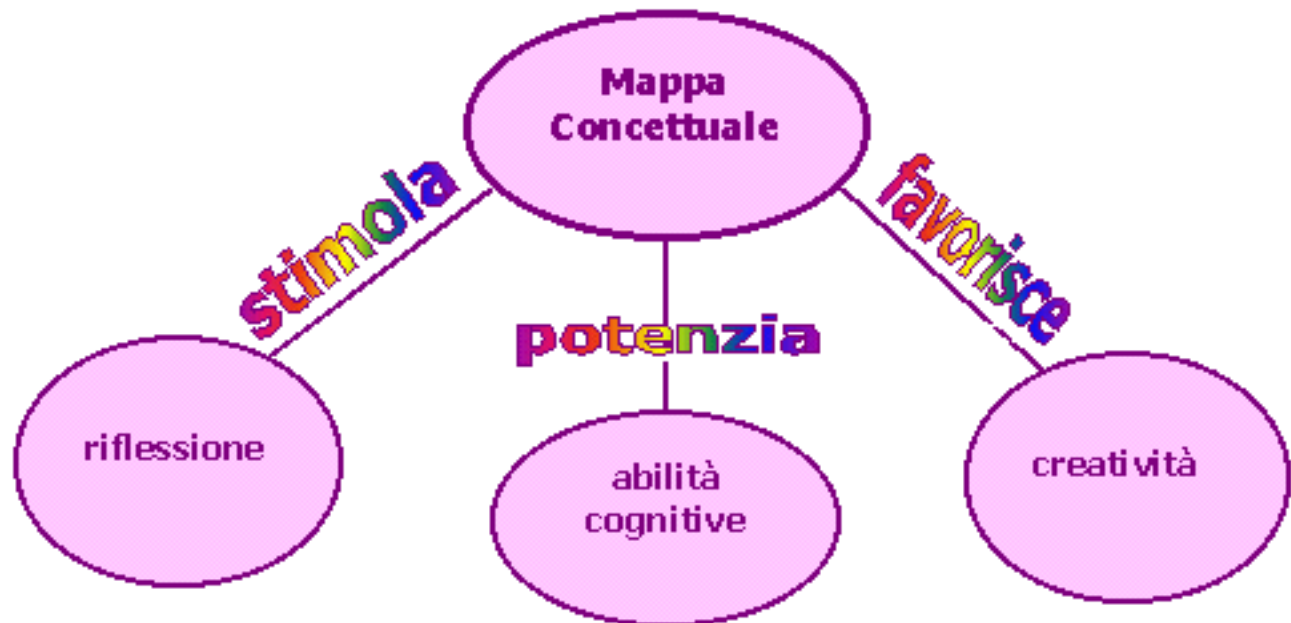 Mappa
Concettuale
stimola
favorisce
potenzia
riflessione
abilità
cognitive
creatività